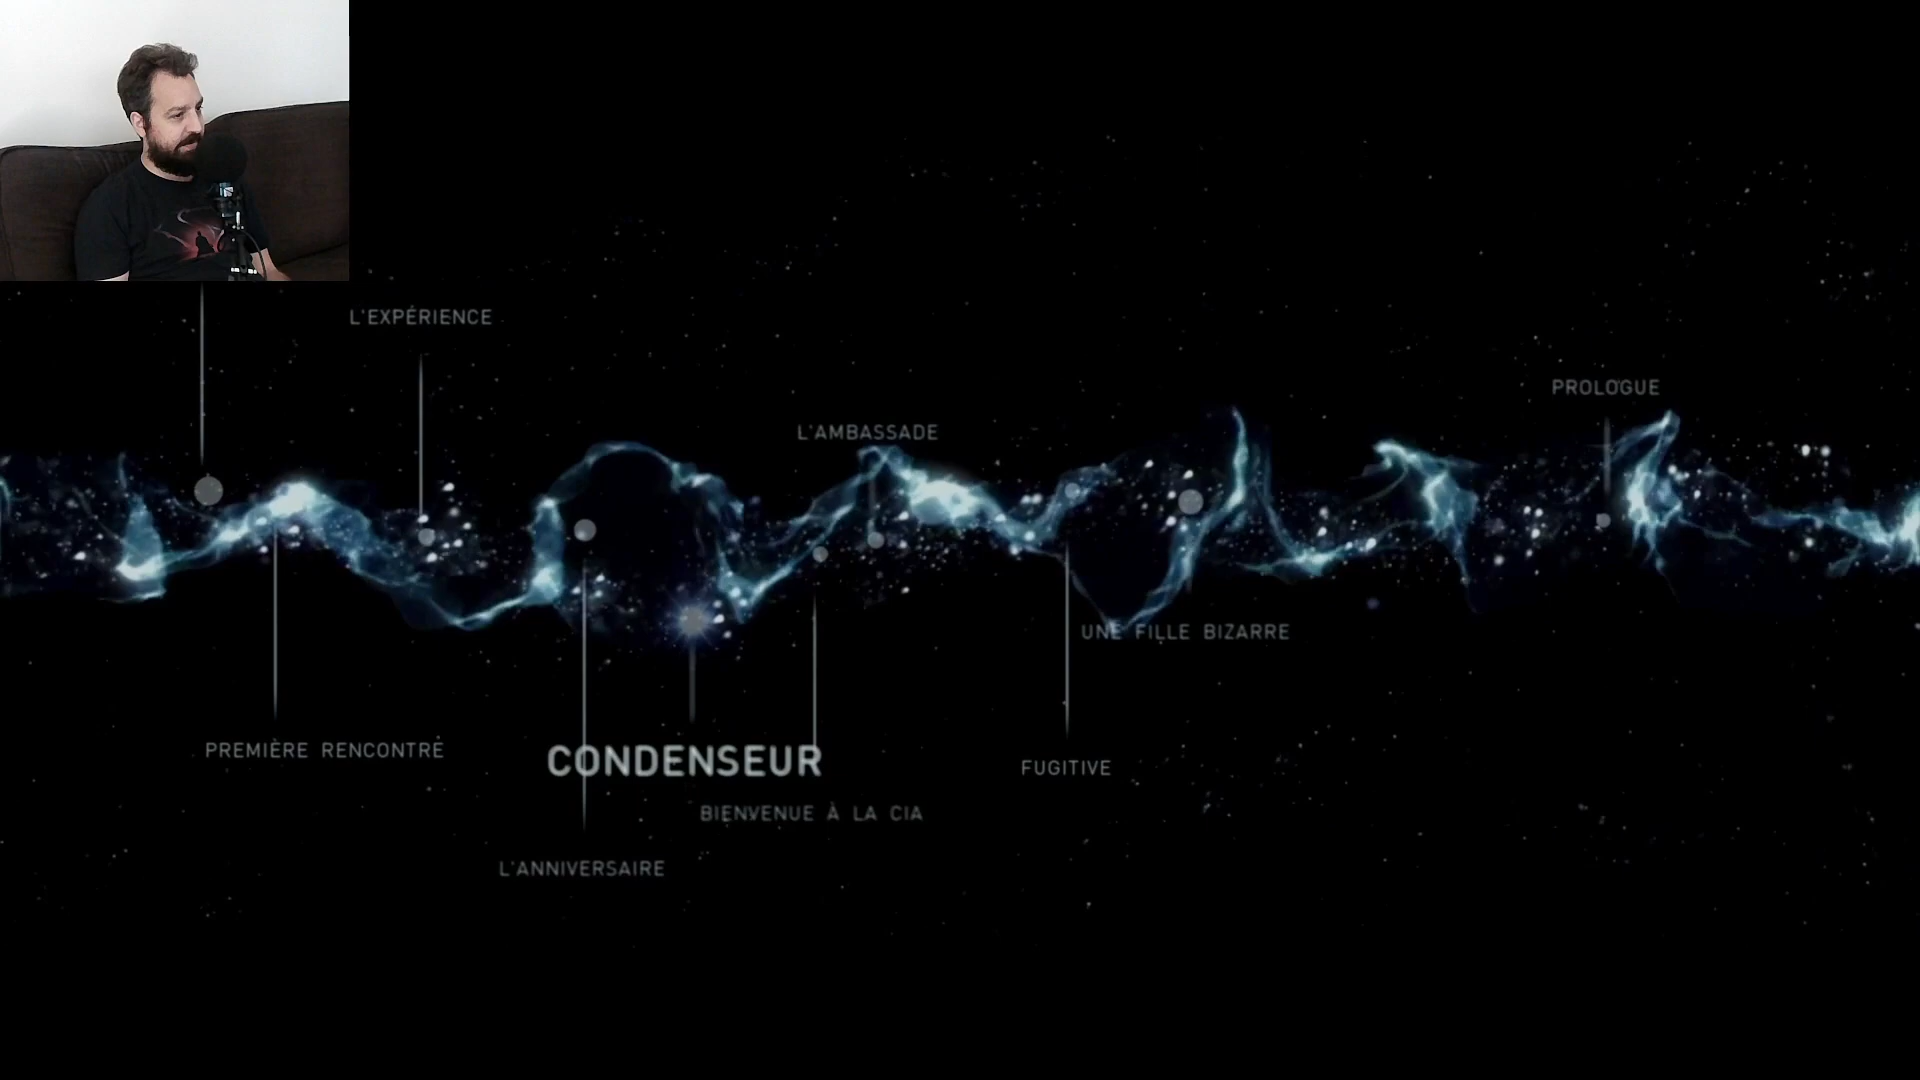 L'EXPÉRIENCE
PROLOGUE
L'AMBASSADE
UNE FILLE BIZARRE
PREMIÈRE RENCONTRE
CONDENSEUR
FUGITIVE
BIENVENUE À LA CIA
L'ANNIVERSAIRE